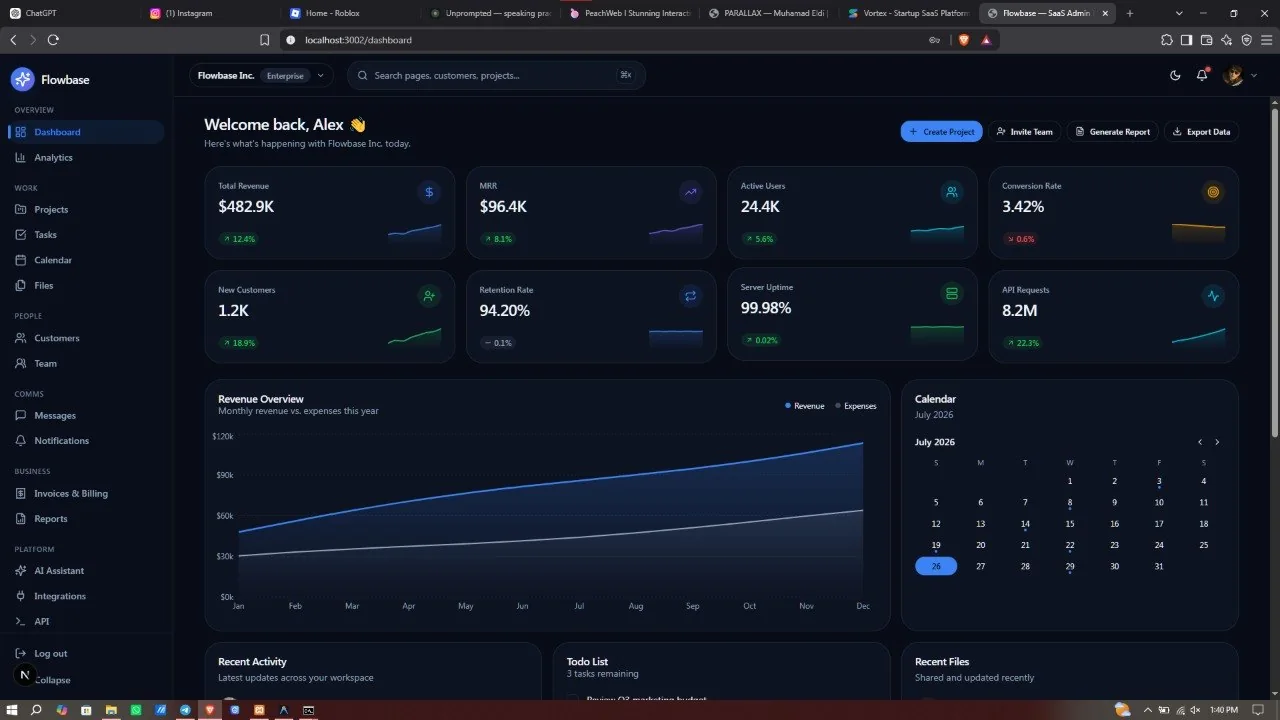 ChatGPT
(1) Instagram
Home - Roblox
Unprompted — speaking prac
PeachWeb | Stunning Interacti
PARALLAX — Muhamad Eldi |
Vortex - Startup SaaS Platform
Flowbase — SaaS Admin
localhost:3002/dashboard
Flowbase
Flowbase Inc. Enterprise
Search pages, customers, projects...
⌘K
OVERVIEW
Dashboard
Analytics
WORK
Projects
Tasks
Calendar
Files
PEOPLE
Customers
Team
COMMS
Messages
Notifications
BUSINESS
Invoices & Billing
Reports
PLATFORM
AI Assistant
Integrations
API
Log out
N
Collapse
Welcome back, Alex 👋
Here's what's happening with Flowbase Inc. today.
+ Create Project
Invite Team
Generate Report
Export Data
Total Revenue
$482.9K
↗ 12.4%
MRR
$96.4K
↗ 8.1%
Active Users
24.4K
↗ 5.6%
Conversion Rate
3.42%
↘ 0.6%
New Customers
1.2K
↗ 18.9%
Retention Rate
94.20%
— 0.1%
Server Uptime
99.98%
↗ 0.02%
API Requests
8.2M
↗ 22.3%
Revenue Overview
Monthly revenue vs. expenses this year
Revenue Expenses
$120k
$90k
$60k
$30k
$0k
Jan Feb Mar Apr May Jun Jul Aug Sep Oct Nov Dec
Calendar
July 2026
July 2026
S M T W T F S
1 2 3 4
5 6 7 8 9 10 11
12 13 14 15 16 17 18
19 20 21 22 23 24 25
26 27 28 29 30 31
Recent Activity
Latest updates across your workspace
Todo List
3 tasks remaining
Review Q3 marketing budget
Recent Files
Shared and updated recently
1:40 PM